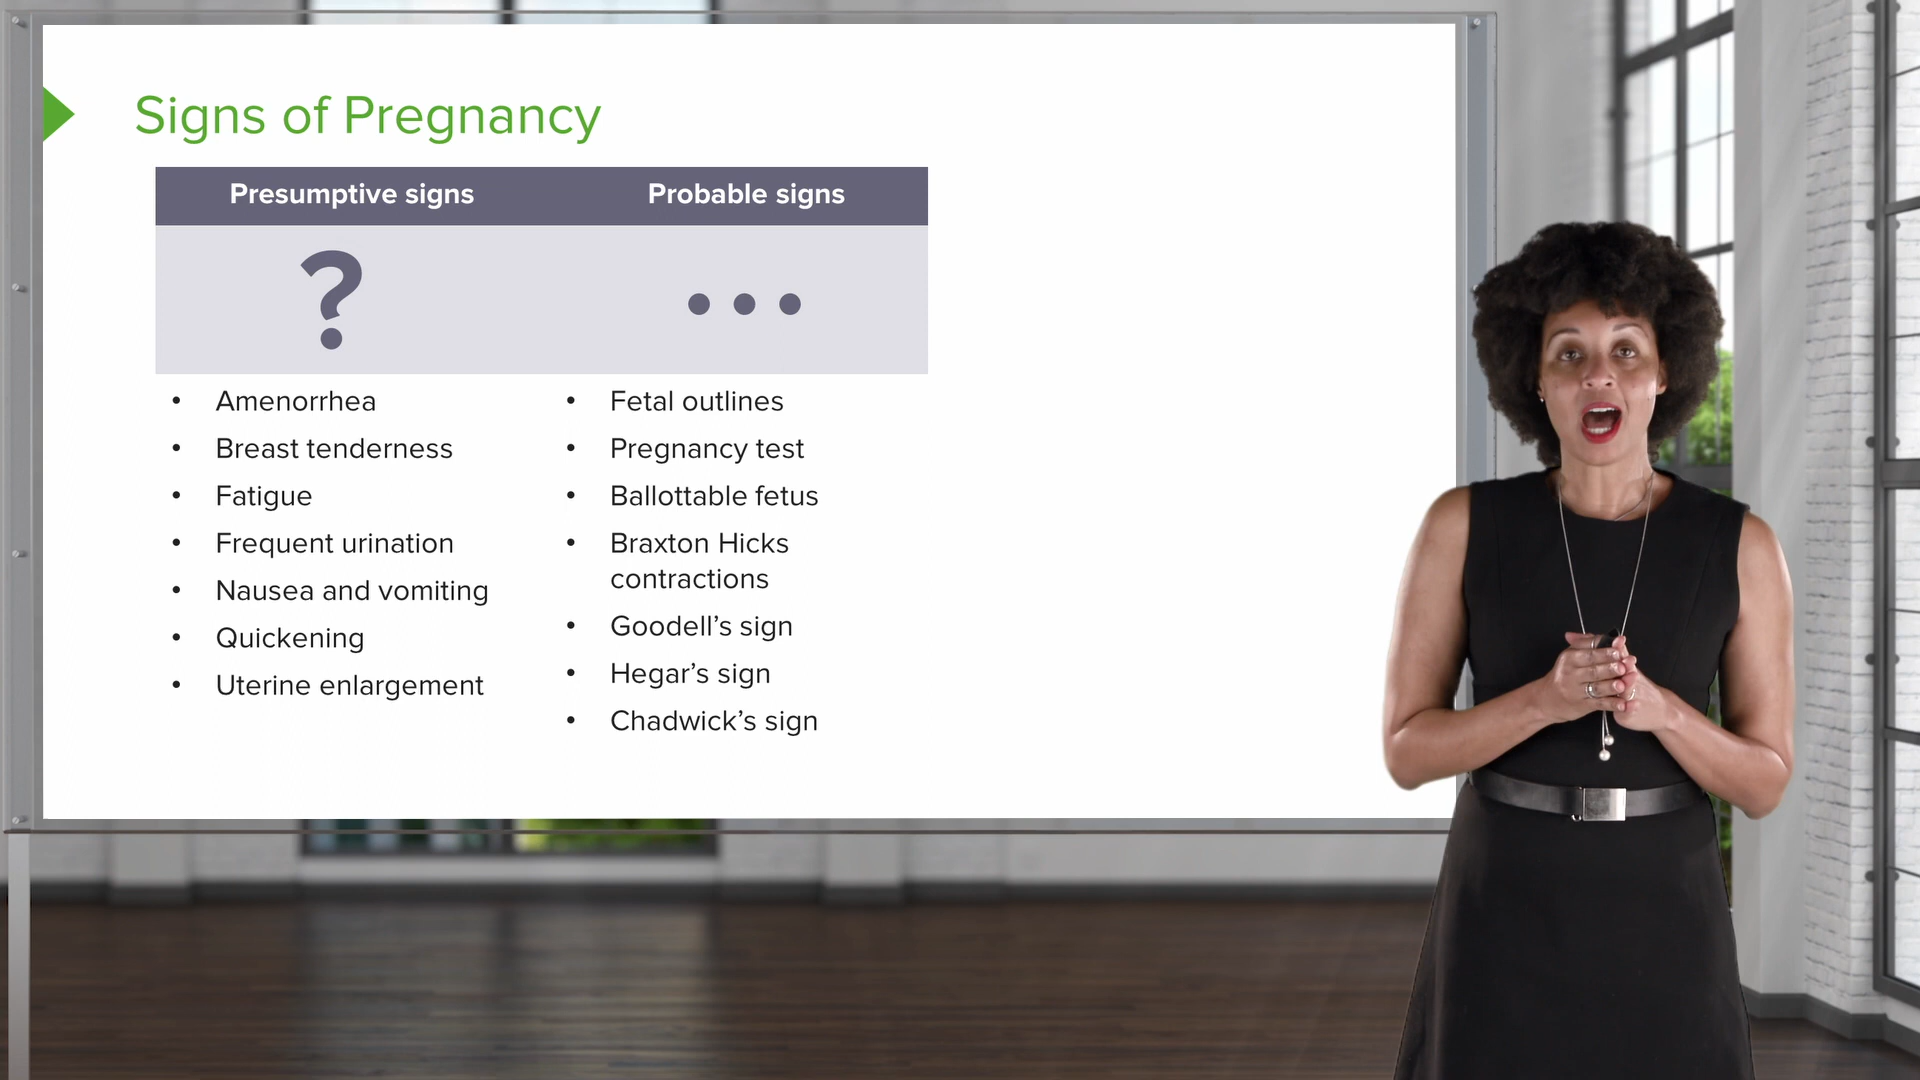 Signs of Pregnancy
Presumptive signs
Probable signs
?
...
• Amenorrhea
• Breast tenderness
• Fatigue
• Frequent urination
• Nausea and vomiting
• Quickening
• Uterine enlargement
• Fetal outlines
• Pregnancy test
• Ballottable fetus
• Braxton Hicks
contractions
• Goodell’s sign
• Hegar’s sign
• Chadwick’s sign